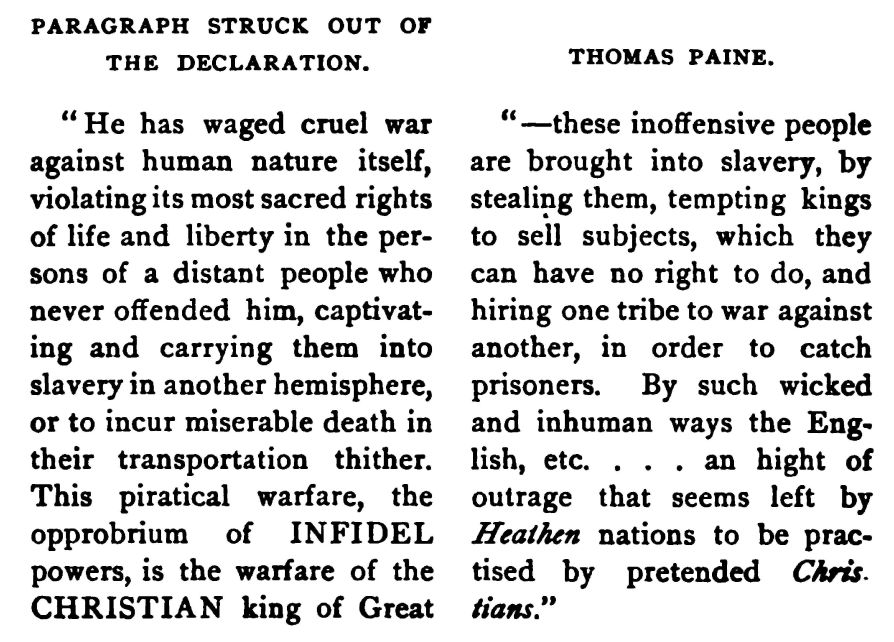 PARAGRAPH STRUCK OUT OF
THE DECLARATION.
“He has waged cruel war
against human nature itself,
violating its most sacred rights
of life and liberty in the per-
sons of a distant people who
never offended him, captivat-
ing and carrying them into
slavery in another hemisphere,
or to incur miserable death in
their transportation thither.
This piratical warfare, the
opprobrium of INFIDEL
powers, is the warfare of the
CHRISTIAN king of Great
THOMAS PAINE.
“—these inoffensive people
are brought into slavery, by
stealing them, tempting kings
to sell subjects, which they
can have no right to do, and
hiring one tribe to war against
another, in order to catch
prisoners. By such wicked
and inhuman ways the Eng-
lish, etc. . . . an hight of
outrage that seems left by
Heathen nations to be prac-
tised by pretended Chris-
tians.”